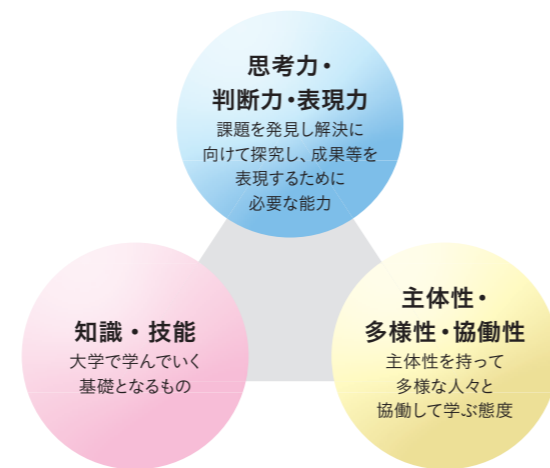 思考力・
判断力・表現力
課題を発見し解決に
向けて探究し、成果等を
表現するために
必要な能力
知識・技能
大学で学んでいく
基礎となるもの
主体性・
多様性・協働性
主体性を持って
多様な人々と
協働して学ぶ態度